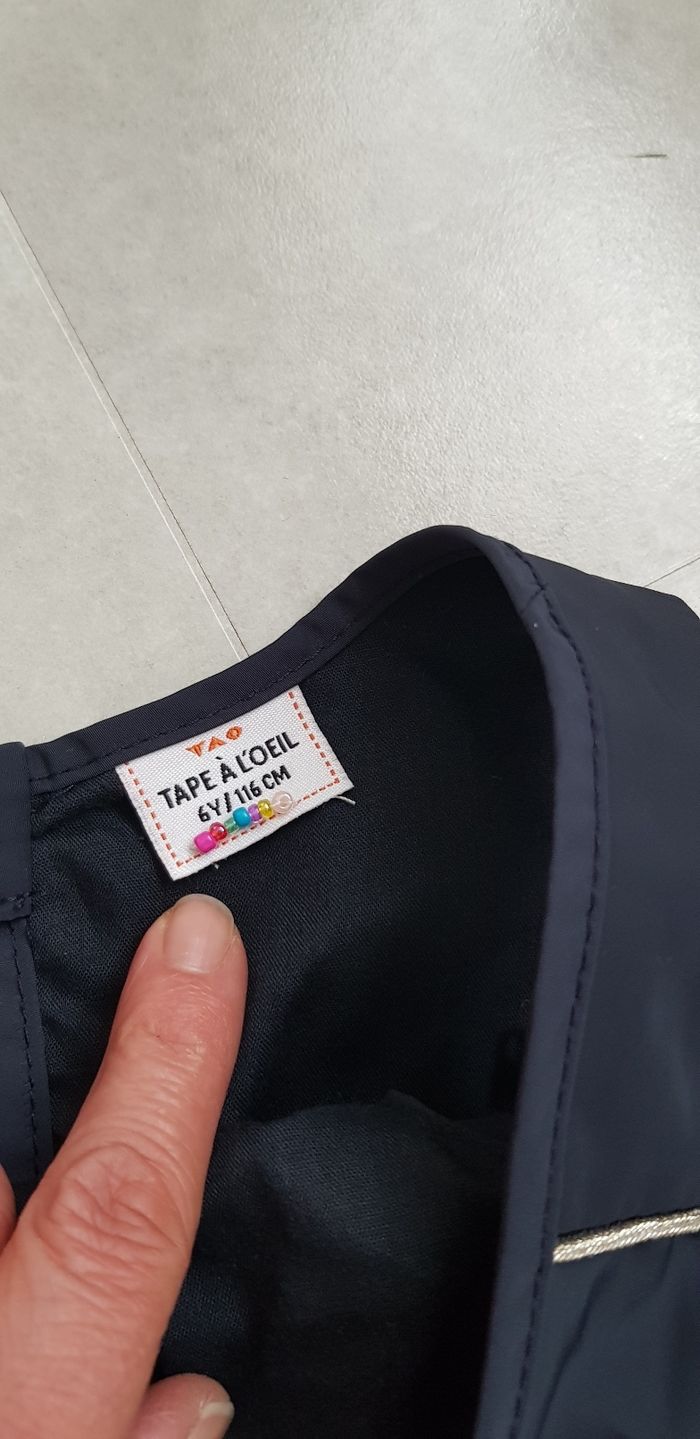 TAO
TAPE À L'OEIL
6Y/116 CM